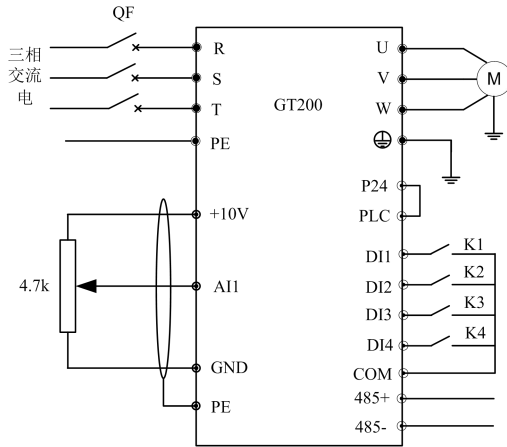 QF
三相
交流
电
R
S
T
PE
+10V
4.7k
AI1
GND
PE
GT200
U
V
W
M
P24
PLC
DI1
K1
DI2
K2
DI3
K3
DI4
K4
COM
485+
485-